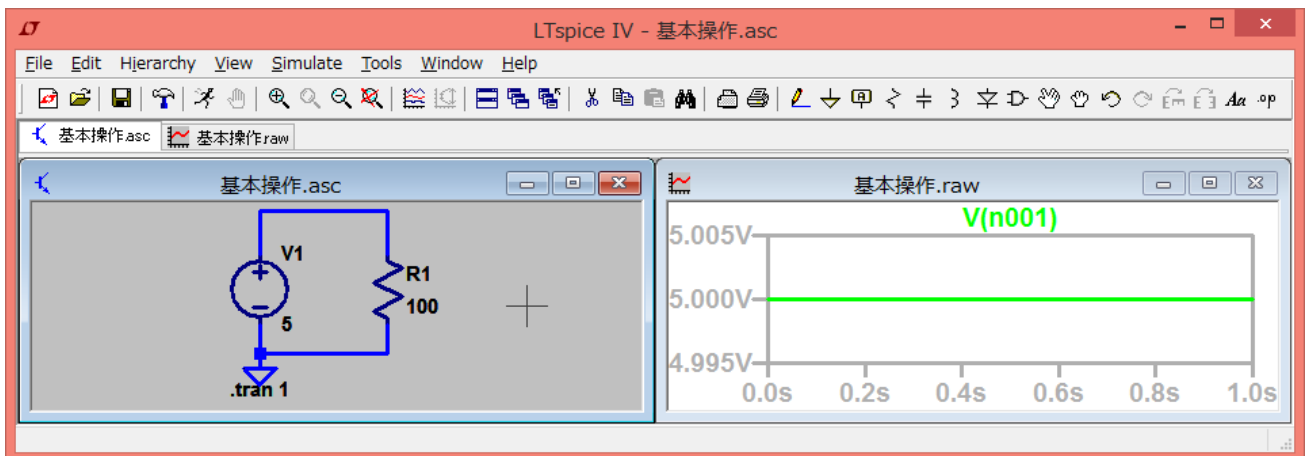 LTspice IV - 基本操作.asc
File Edit Hierarchy View Simulate Tools Window Help
Aa .op
基本操作.asc 基本操作.raw
基本操作.asc
V1
R1
100
5
.tran 1
基本操作.raw
V(n001)
5.005V
5.000V
4.995V
0.0s 0.2s 0.4s 0.6s 0.8s 1.0s